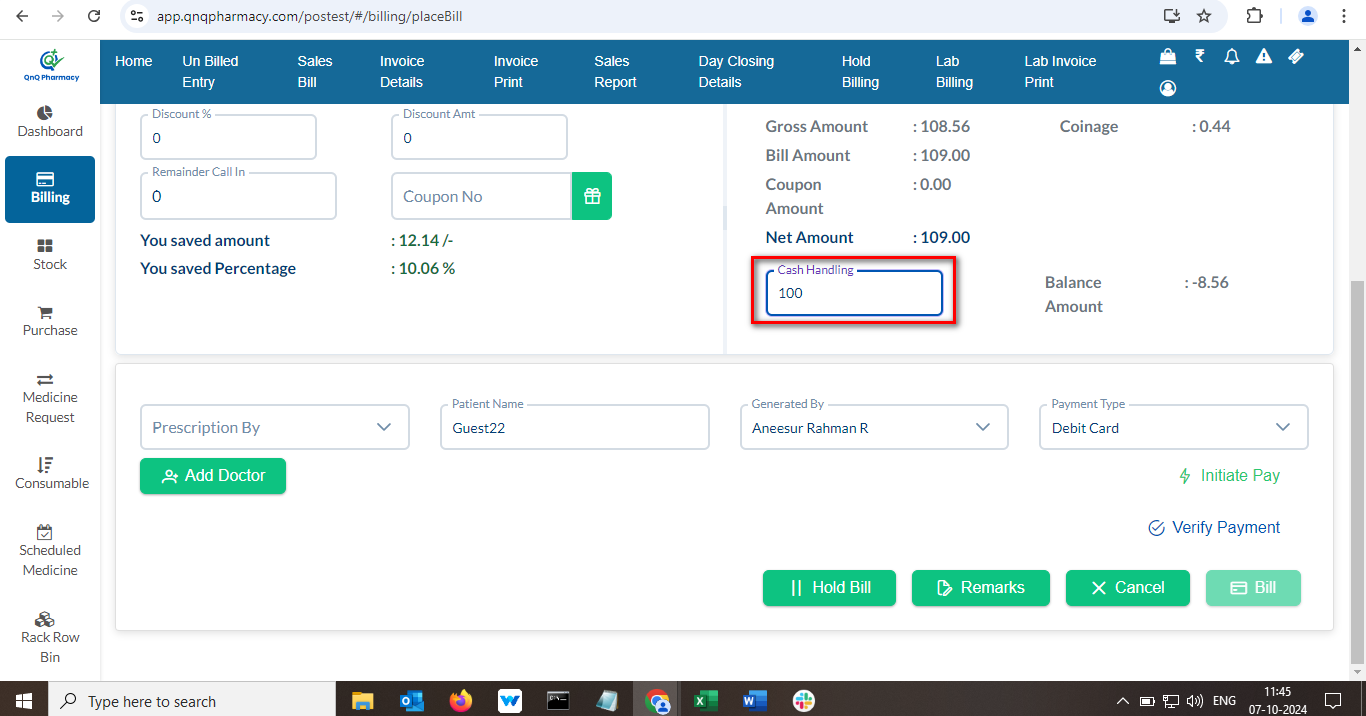 app.qnqpharmacy.com/postest/#/billing/placeBill
QnQ Pharmacy
Home
Un Billed
Entry
Sales
Bill
Invoice
Details
Invoice
Print
Sales
Report
Day Closing
Details
Hold
Billing
Lab
Billing
Lab Invoice
Print
Dashboard
Billing
Stock
Purchase
Medicine
Request
Consumable
Scheduled
Medicine
Rack Row
Bin
Discount %
0
Discount Amt
0
Remainder Call In
0
Coupon No
You saved amount : 12.14 /-
You saved Percentage : 10.06 %
Gross Amount : 108.56 Coinage : 0.44
Bill Amount : 109.00
Coupon
Amount : 0.00
Net Amount : 109.00
Cash Handling
100
Balance
Amount : -8.56
Prescription By
Patient Name
Guest22
Generated By
Aneesur Rahman R
Payment Type
Debit Card
Add Doctor
Initiate Pay
Verify Payment
Hold Bill
Remarks
Cancel
Bill
Type here to search
ENG
11:45
07-10-2024